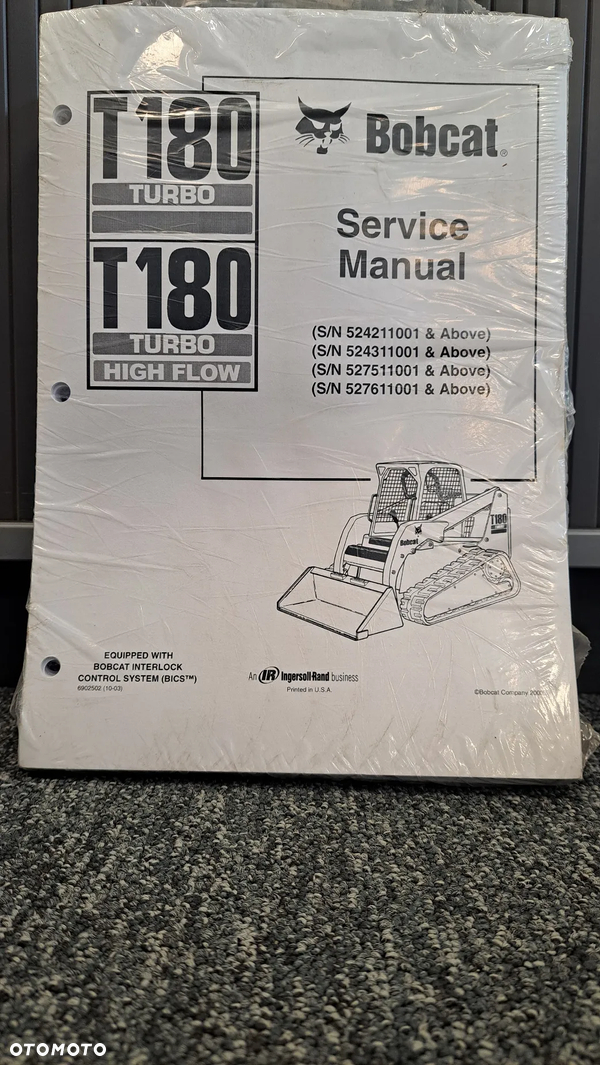 T180
TURBO
T180
TURBO
HIGH FLOW
Bobcat®
Service
Manual
(S/N 524211001 & Above)
(S/N 524311001 & Above)
(S/N 527511001 & Above)
(S/N 527611001 & Above)
T180
Bobcat
EQUIPPED WITH
BOBCAT INTERLOCK
CONTROL SYSTEM (BICS™)
6902502 (10-03)
An IR Ingersoll-Rand business
Printed in U.S.A.
©Bobcat Company
OTOMOTO